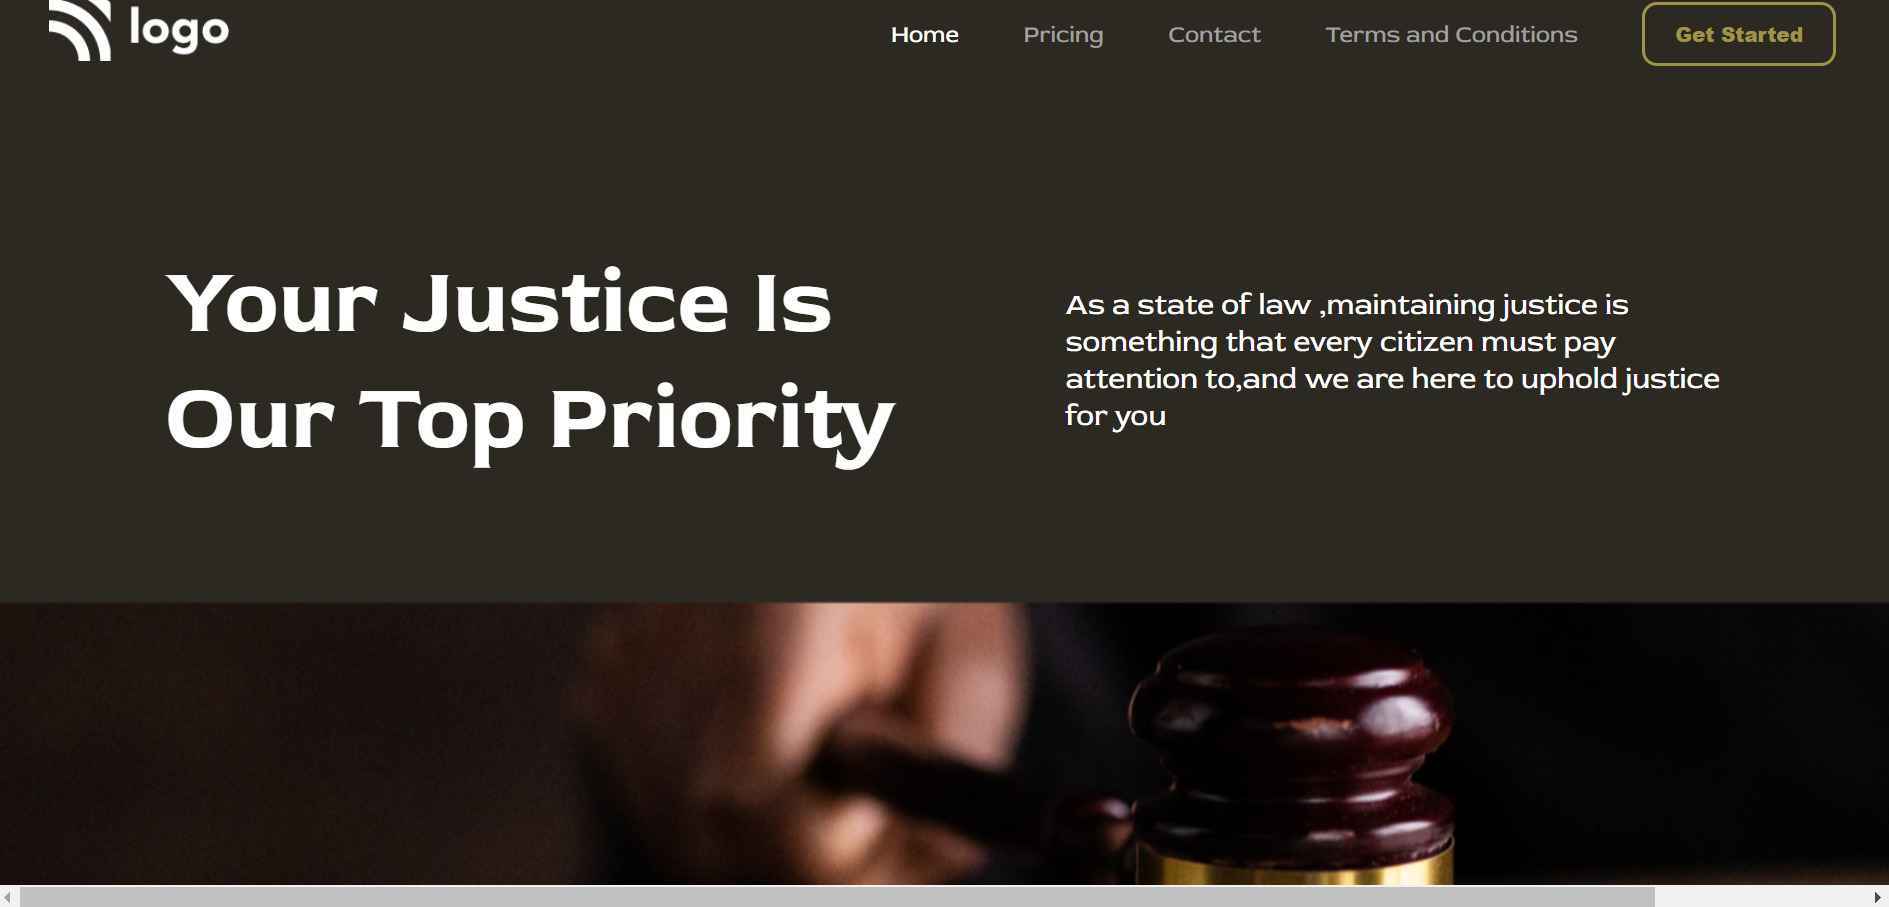 logo
Home
Pricing
Contact
Terms and Conditions
Get Started
Your Justice Is
Our Top Priority
As a state of law ,maintaining justice is
something that every citizen must pay
attention to,and we are here to uphold justice
for you